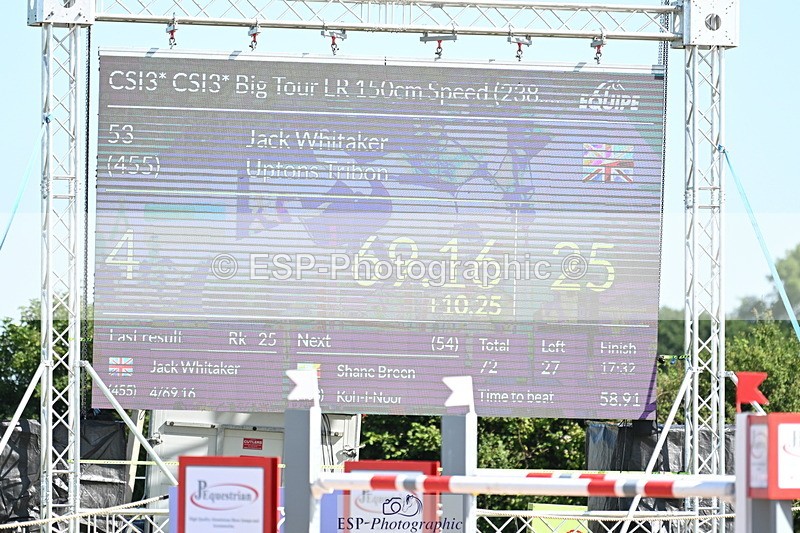 CSI3* CSI3* Big Tour LR 150cm Speed (238...
EQUIPE
53 Jack Whitaker
(455) Uptons Tribon
4 69.16 25
+10.25
© ESP-Photographic ©
Last result Rk 25 Next (54) Total Left Finish
Jack Whitaker Shane Breen 72 27 17:32
(455) 4/69.16 Koh-I-Noor Time to beat 58.91
JP Equestrian
ESP-Photographic